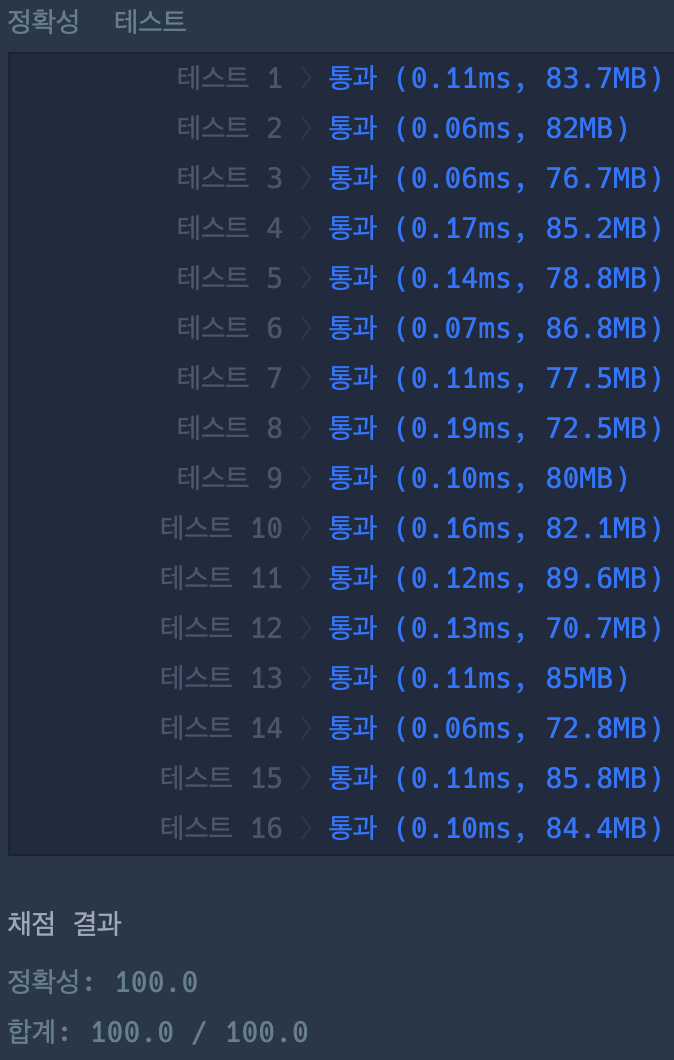 정확성  테스트
테스트 1 〉 통과 (0.11ms, 83.7MB)
테스트 2 〉 통과 (0.06ms, 82MB)
테스트 3 〉 통과 (0.06ms, 76.7MB)
테스트 4 〉 통과 (0.17ms, 85.2MB)
테스트 5 〉 통과 (0.14ms, 78.8MB)
테스트 6 〉 통과 (0.07ms, 86.8MB)
테스트 7 〉 통과 (0.11ms, 77.5MB)
테스트 8 〉 통과 (0.19ms, 72.5MB)
테스트 9 〉 통과 (0.10ms, 80MB)
테스트 10 〉 통과 (0.16ms, 82.1MB)
테스트 11 〉 통과 (0.12ms, 89.6MB)
테스트 12 〉 통과 (0.13ms, 70.7MB)
테스트 13 〉 통과 (0.11ms, 85MB)
테스트 14 〉 통과 (0.06ms, 72.8MB)
테스트 15 〉 통과 (0.11ms, 85.8MB)
테스트 16 〉 통과 (0.10ms, 84.4MB)
채점 결과
정확성: 100.0
합계: 100.0 / 100.0